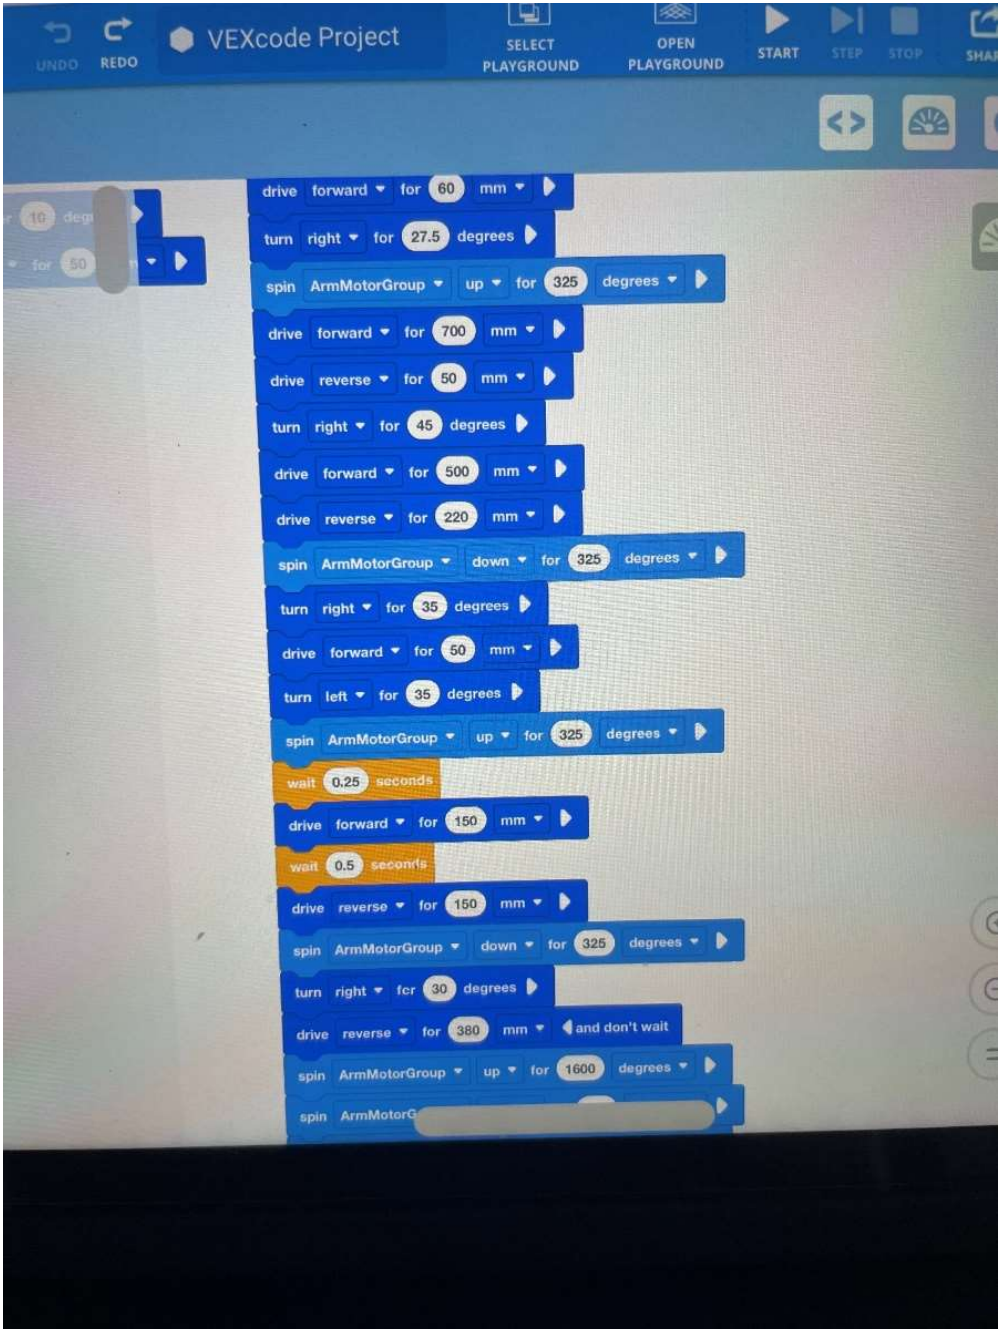 UNDO
REDO
VEXcode Project
SELECT
PLAYGROUND
OPEN
PLAYGROUND
START
STEP
STOP
10
for 50
drive forward for 60 mm
turn right for 27.5 degrees
spin ArmMotorGroup up for 325 degrees
drive forward for 700 mm
drive reverse for 50 mm
turn right for 45 degrees
drive forward for 500 mm
drive reverse for 220 mm
spin ArmMotorGroup down for 325 degrees
turn right for 35 degrees
drive forward for 50 mm
turn left for 35 degrees
spin ArmMotorGroup up for 325 degrees
wait 0.25 seconds
drive forward for 150 mm
wait 0.5 seconds
drive reverse for 150 mm
spin ArmMotorGroup down for 325 degrees
turn right for 30 degrees
drive reverse for 380 mm and don't wait
spin ArmMotorGroup up for 1600 degrees
spin